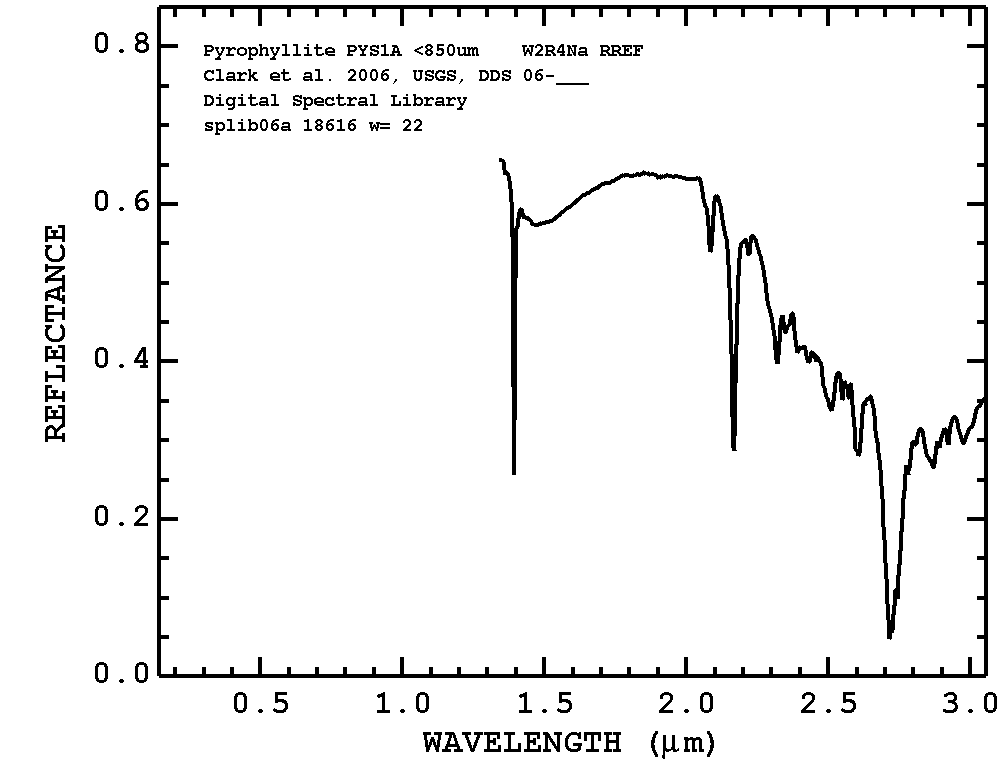 Pyrophyllite PYS1A <850um    W2R4Na RREF
Clark et al. 2006, USGS, DDS 06-___
Digital Spectral Library
splib06a 18616 w= 22
REFLECTANCE
0.8
0.6
0.4
0.2
0.0
0.5 1.0 1.5 2.0 2.5 3.0
WAVELENGTH (μm)